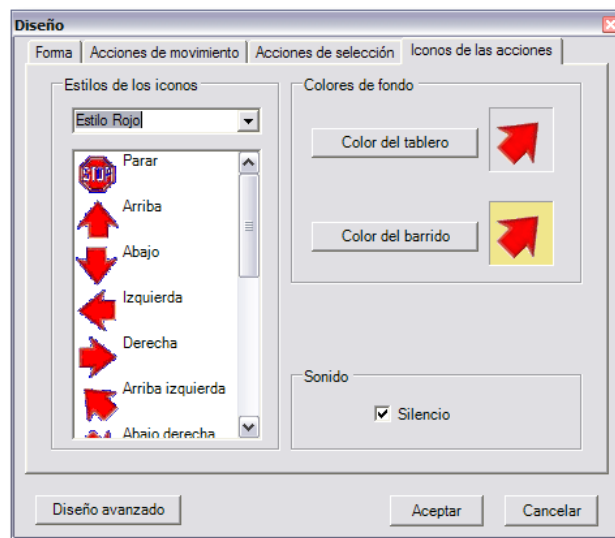 Diseño
Forma
Acciones de movimiento
Acciones de selección
Iconos de las acciones
Estilos de los iconos
Estilo Rojo
Parar
Arriba
Abajo
Izquierda
Derecha
Arriba izquierda
Abajo derecha
Colores de fondo
Color del tablero
Color del barrido
Sonido
Silencio
Diseño avanzado
Aceptar
Cancelar